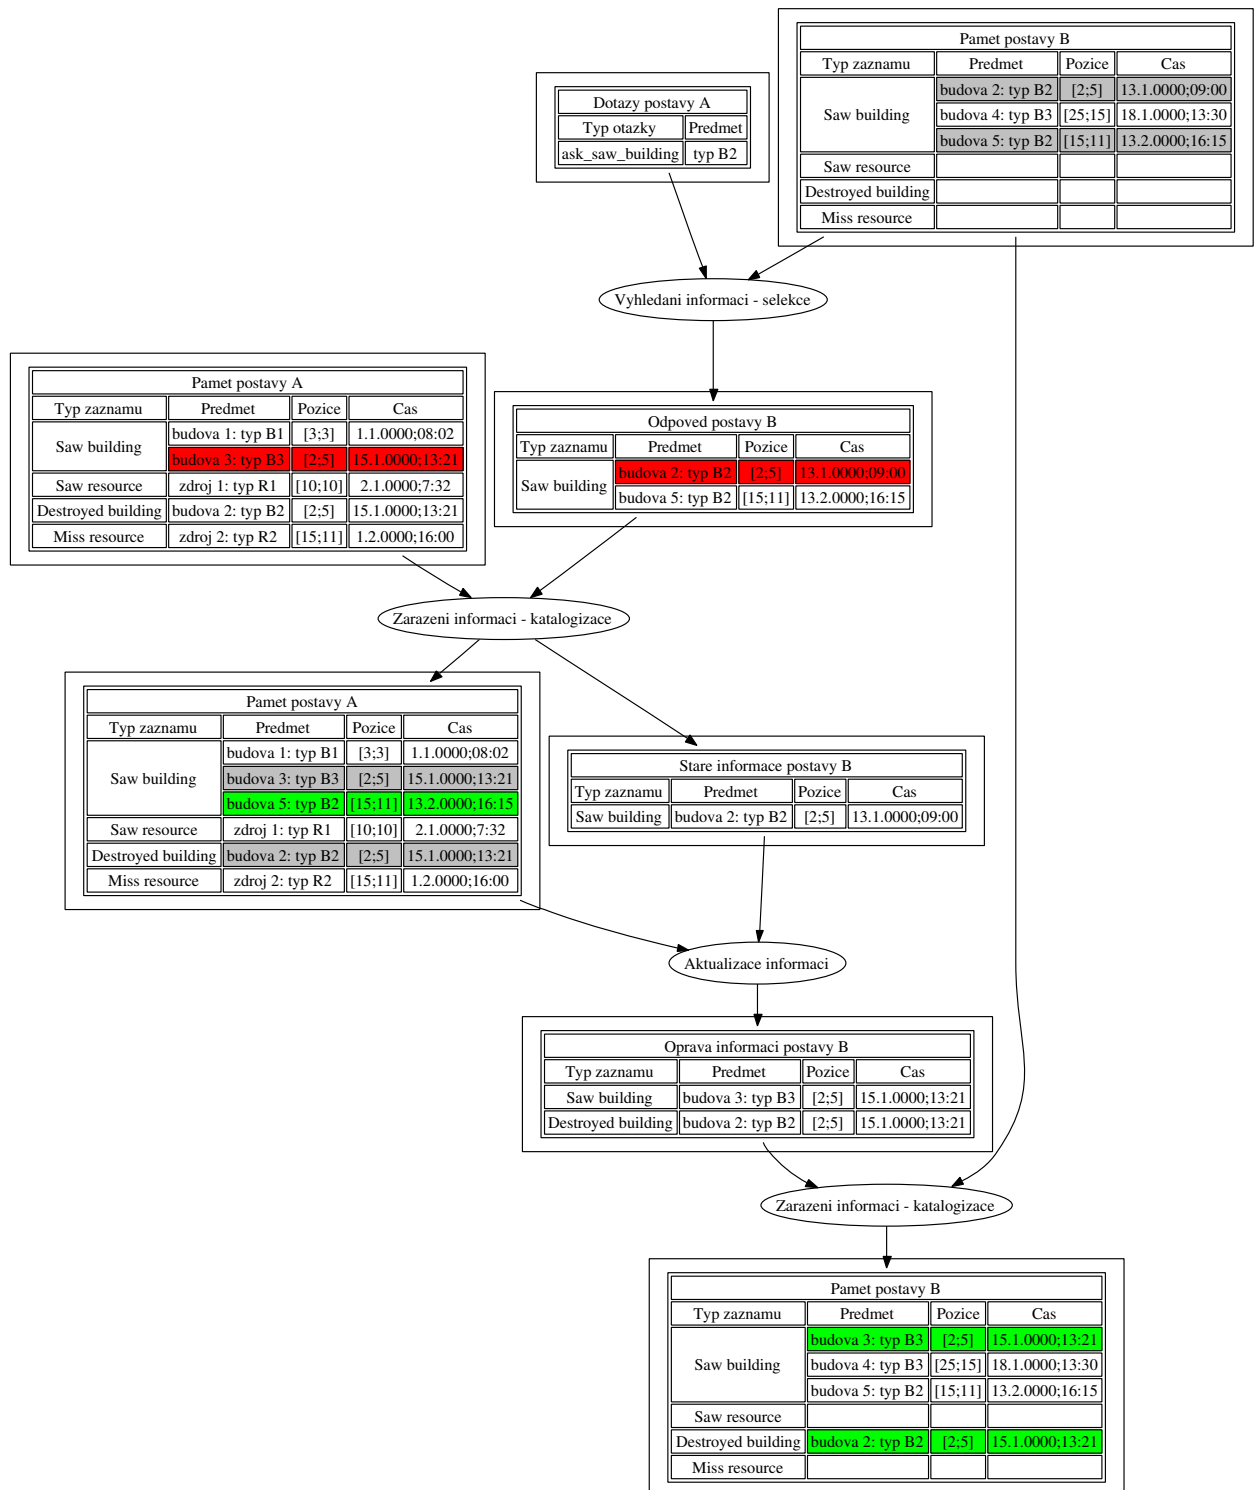 Pamet postavy B
Typ zaznamu Predmet Pozice Cas
Saw building budova 2: typ B2 [2;5] 13.1.0000;09:00
budova 4: typ B3 [25;15] 18.1.0000;13:30
budova 5: typ B2 [15;11] 13.2.0000;16:15
Saw resource
Destroyed building
Miss resource
Dotazy postavy A
Typ otazky Predmet
ask_saw_building typ B2
Vyhledani informaci - selekce
Pamet postavy A
Typ zaznamu Predmet Pozice Cas
Saw building budova 1: typ B1 [3;3] 1.1.0000;08:02
budova 3: typ B3 [2;5] 15.1.0000;13:21
Saw resource zdroj 1: typ R1 [10;10] 2.1.0000;7:32
Destroyed building budova 2: typ B2 [2;5] 15.1.0000;13:21
Miss resource zdroj 2: typ R2 [15;11] 1.2.0000;16:00
Odpoved postavy B
Typ zaznamu Predmet Pozice Cas
Saw building budova 2: typ B2 [2;5] 13.1.0000;09:00
budova 5: typ B2 [15;11] 13.2.0000;16:15
Zarazeni informaci - katalogizace
Pamet postavy A
Typ zaznamu Predmet Pozice Cas
Saw building budova 1: typ B1 [3;3] 1.1.0000;08:02
budova 3: typ B3 [2;5] 15.1.0000;13:21
budova 5: typ B2 [15;11] 13.2.0000;16:15
Saw resource zdroj 1: typ R1 [10;10] 2.1.0000;7:32
Destroyed building budova 2: typ B2 [2;5] 15.1.0000;13:21
Miss resource zdroj 2: typ R2 [15;11] 1.2.0000;16:00
Stare informace postavy B
Typ zaznamu Predmet Pozice Cas
Saw building budova 2: typ B2 [2;5] 13.1.0000;09:00
Aktualizace informaci
Oprava informaci postavy B
Typ zaznamu Predmet Pozice Cas
Saw building budova 3: typ B3 [2;5] 15.1.0000;13:21
Destroyed building budova 2: typ B2 [2;5] 15.1.0000;13:21
Zarazeni informaci - katalogizace
Pamet postavy B
Typ zaznamu Predmet Pozice Cas
Saw building budova 3: typ B3 [2;5] 15.1.0000;13:21
budova 4: typ B3 [25;15] 18.1.0000;13:30
budova 5: typ B2 [15;11] 13.2.0000;16:15
Saw resource
Destroyed building budova 2: typ B2 [2;5] 15.1.0000;13:21
Miss resource